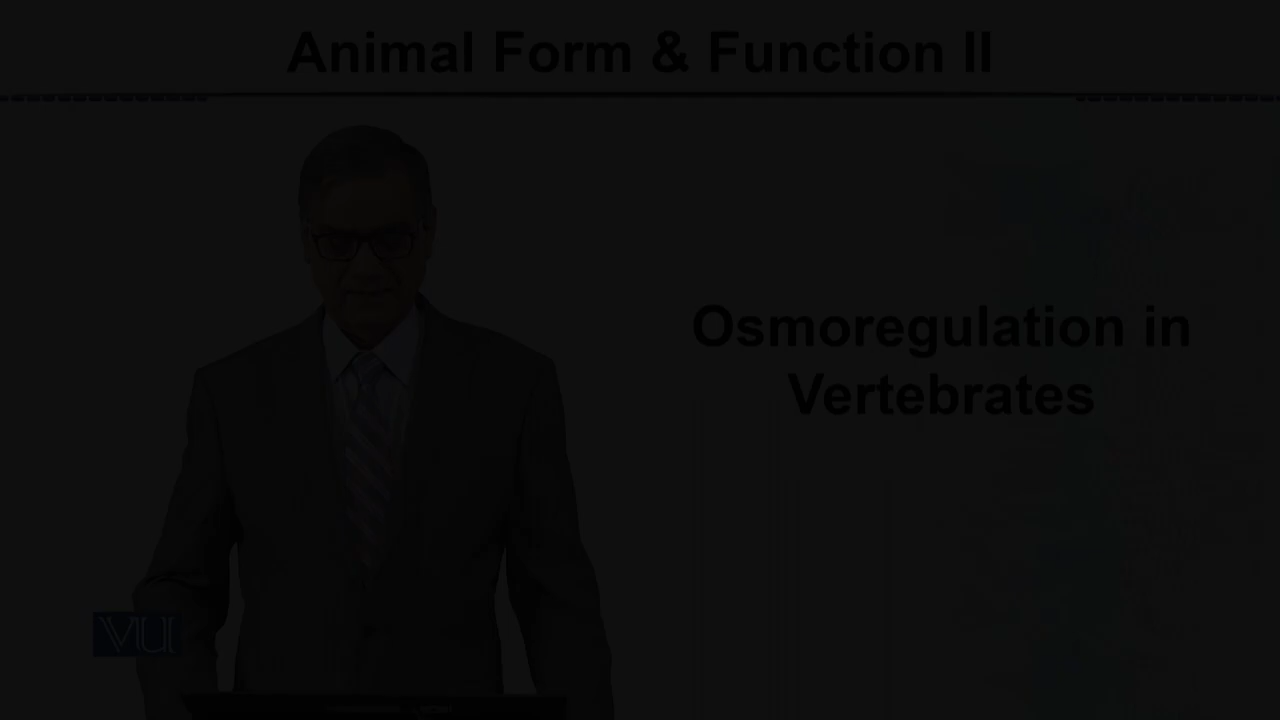 Animal Form & Function II
Osmoregulation in
Vertebrates
VU